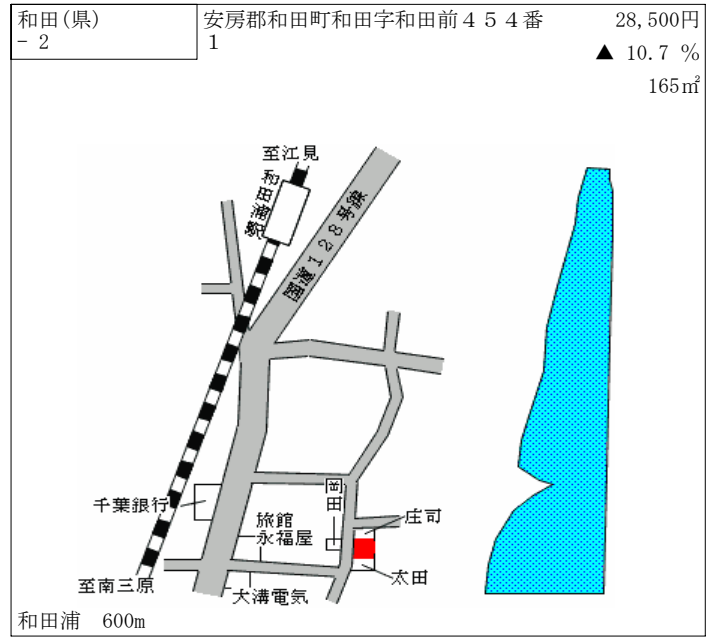 和田(県)
- 2
安房郡和田町和田字和田前４５４番
１
28,500円
▲ 10.7 %
165㎡
至江見
和田浦駅
国道１２８号線
千葉銀行
岡田
旅館
永福屋
庄司
太田
至南三原
大溝電気
和田浦　600m